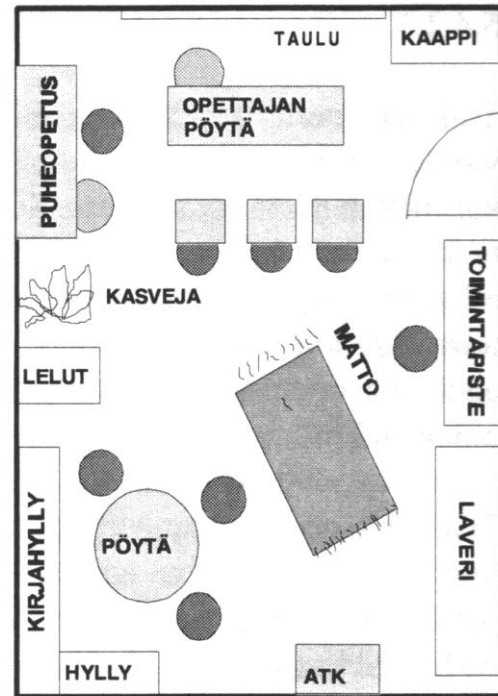 TAULU
KAAPPI
OPETTAJAN
PÖYTÄ
PUHEOPETUS
KASVEJA
TOIMINTAPISTE
MATTO
LELUT
KIRJAHYLLY
PÖYTÄ
LAVERI
HYLLY
ATK